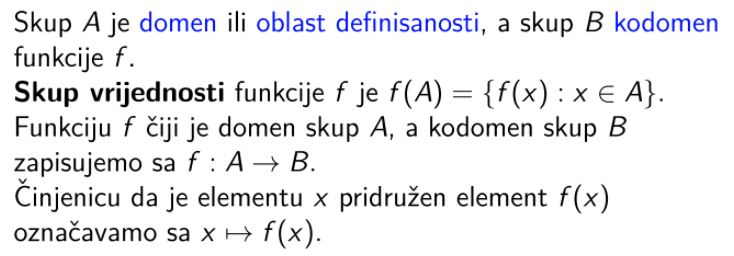 Skup A je domen ili oblast definisanosti, a skup B kodomen
funkcije f.
Skup vrijednosti funkcije f je f(A) = {f(x) : x ∈ A}.
Funkciju f čiji je domen skup A, a kodomen skup B
zapisujemo sa f : A → B.
Činjenicu da je elementu x pridružen element f(x)
označavamo sa x ↦ f(x).